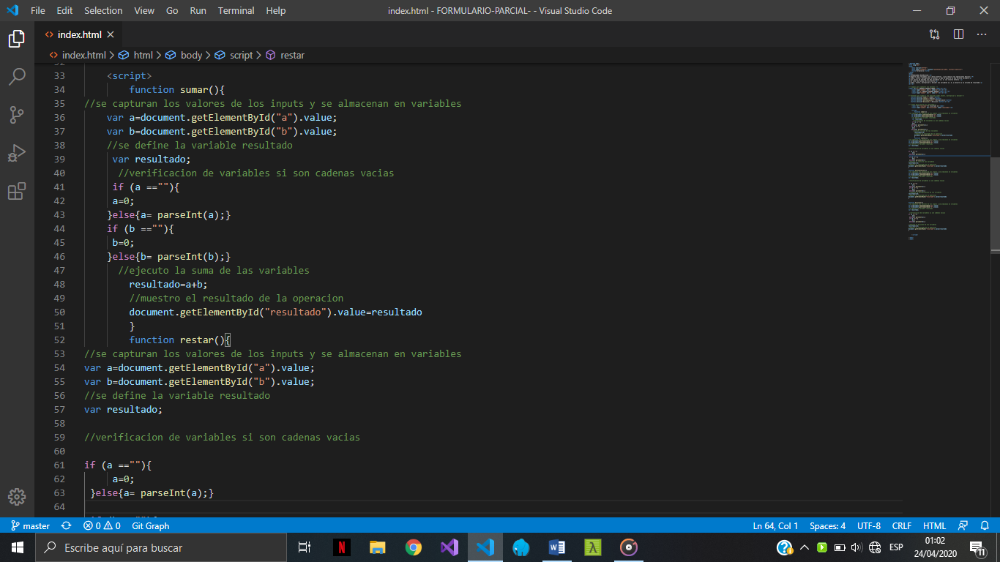 File Edit Selection View Go Run Terminal Help
index.html - FORMULARIO-PARCIAL- - Visual Studio Code
index.html
index.html html body script restar
33 <script>
34 function sumar(){
35 //se capturan los valores de los inputs y se almacenan en variables
36 var a=document.getElementById("a").value;
37 var b=document.getElementById("b").value;
38 //se define la variable resultado
39 var resultado;
40 //verificacion de variables si son cadenas vacias
41 if (a ==""){
42 a=0;
43 }else{a= parseInt(a);}
44 if (b ==""){
45 b=0;
46 }else{b= parseInt(b);}
47 //ejecuto la suma de las variables
48 resultado=a+b;
49 //muestro el resultado de la operacion
50 document.getElementById("resultado").value=resultado
51 }
52 function restar(){
53 //se capturan los valores de los inputs y se almacenan en variables
54 var a=document.getElementById("a").value;
55 var b=document.getElementById("b").value;
56 //se define la variable resultado
57 var resultado;
58
59 //verificacion de variables si son cadenas vacias
60
61 if (a ==""){
62 a=0;
63 }else{a= parseInt(a);}
64
master 0 0 Git Graph
Ln 64, Col 1 Spaces: 4 UTF-8 CRLF HTML
Escribe aquí para buscar
ESP
01:02
24/04/2020
11